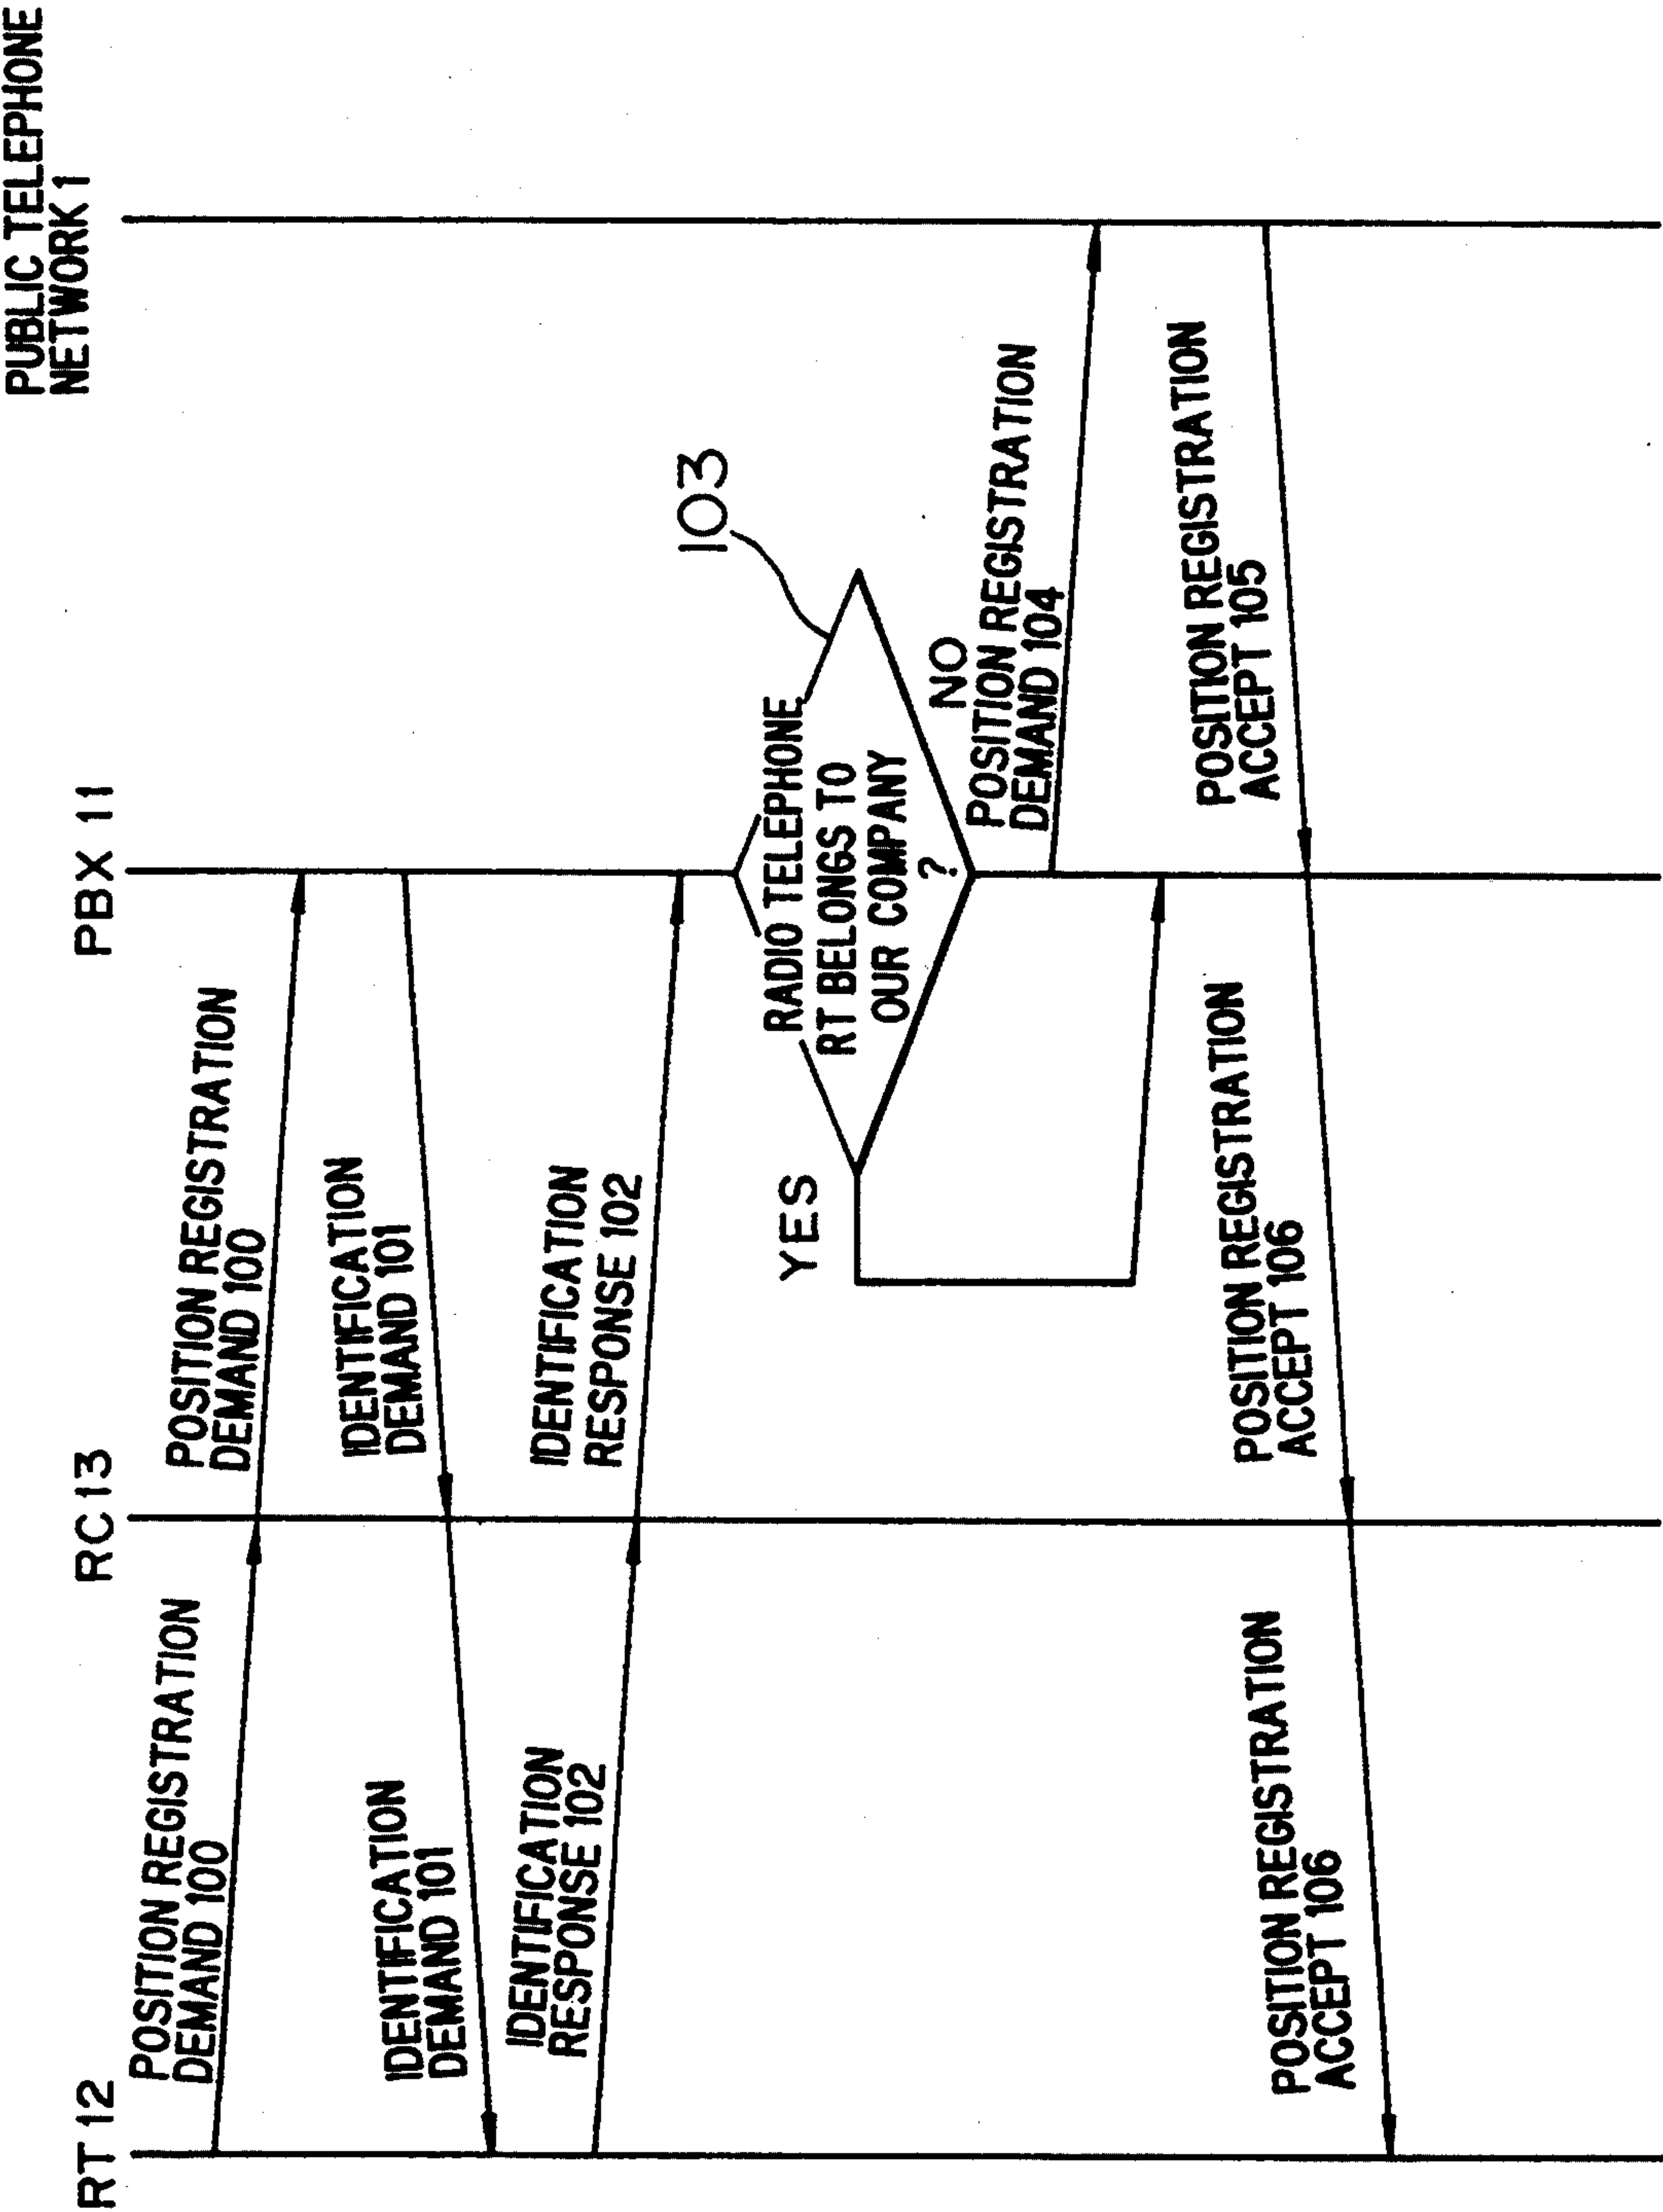 RT 12
RC 13
PBX 11
PUBLIC TELEPHONE
NETWORK 1
POSITION REGISTRATION
DEMAND 100
POSITION REGISTRATION
DEMAND 100
IDENTIFICATION
DEMAND 101
IDENTIFICATION
DEMAND 101
IDENTIFICATION
RESPONSE 102
IDENTIFICATION
RESPONSE 102
103
RADIO TELEPHONE
RT BELONGS TO
OUR COMPANY
?
YES
NO
POSITION REGISTRATION
DEMAND 104
POSITION REGISTRATION
ACCEPT 105
POSITION REGISTRATION
ACCEPT 106
POSITION REGISTRATION
ACCEPT 106